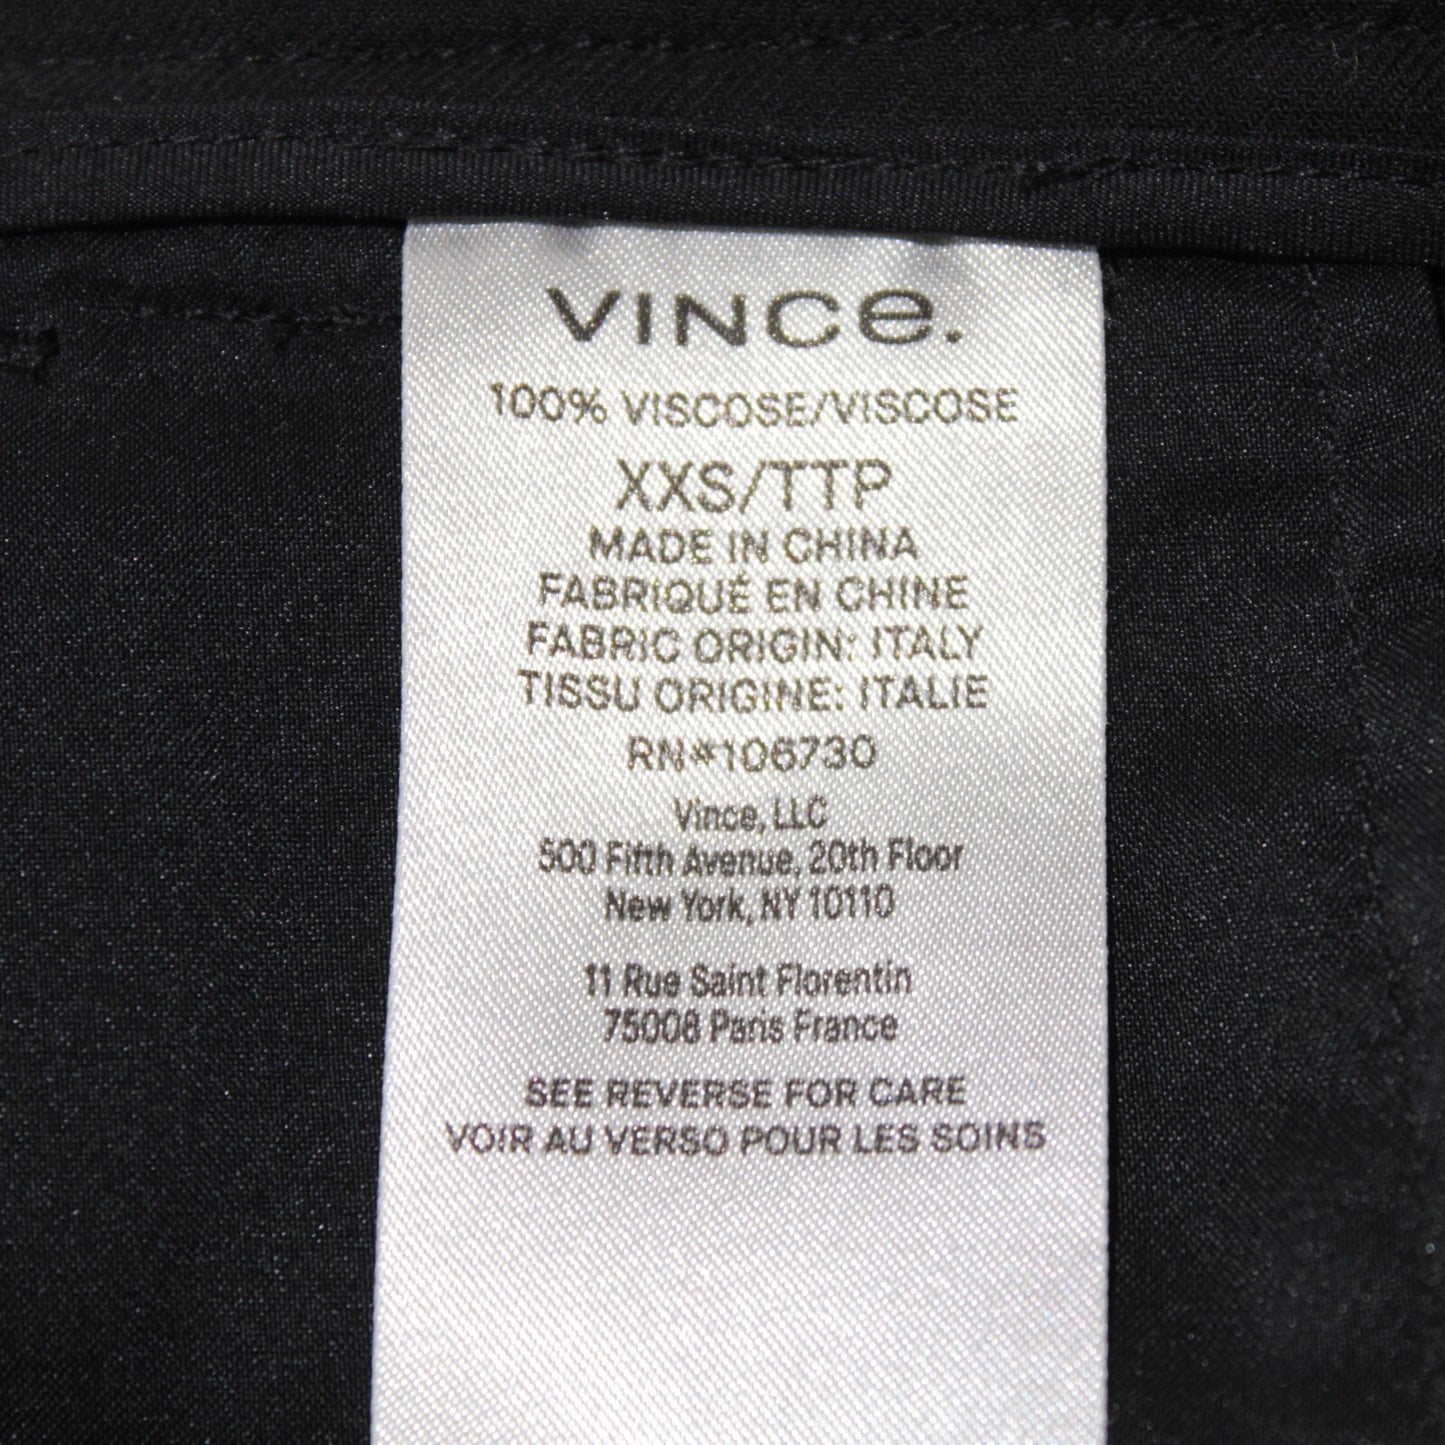 VINCe.
100% VISCOSE/VISCOSE
XXS/TTP
MADE IN CHINA
FABRIQUÉ EN CHINE
FABRIC ORIGIN: ITALY
TISSU ORIGINE: ITALIE
RN#106730
Vince, LLC
500 Fifth Avenue, 20th Floor
New York, NY 10110
11 Rue Saint Florentin
75008 Paris France
SEE REVERSE FOR CARE
VOIR AU VERSO POUR LES SOINS